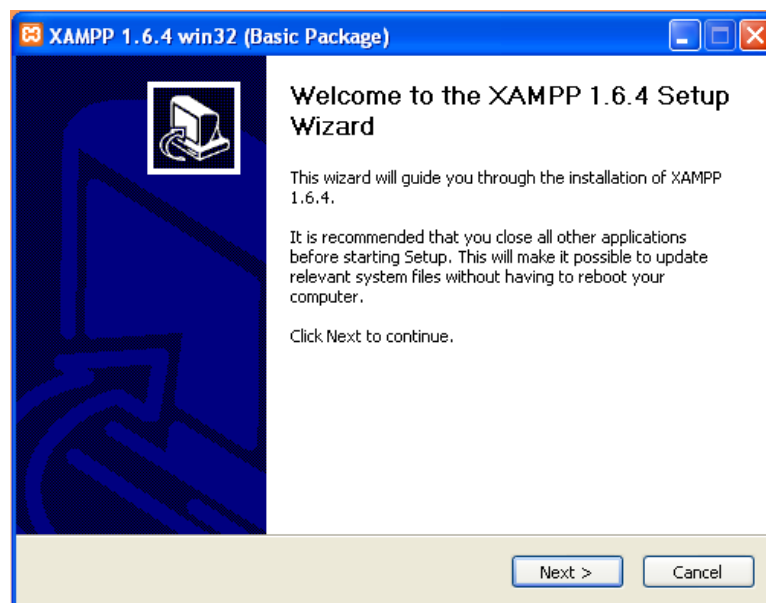 XAMPP 1.6.4 win32 (Basic Package)
Welcome to the XAMPP 1.6.4 Setup
Wizard
This wizard will guide you through the installation of XAMPP
1.6.4.
It is recommended that you close all other applications
before starting Setup. This will make it possible to update
relevant system files without having to reboot your
computer.
Click Next to continue.
Next >
Cancel